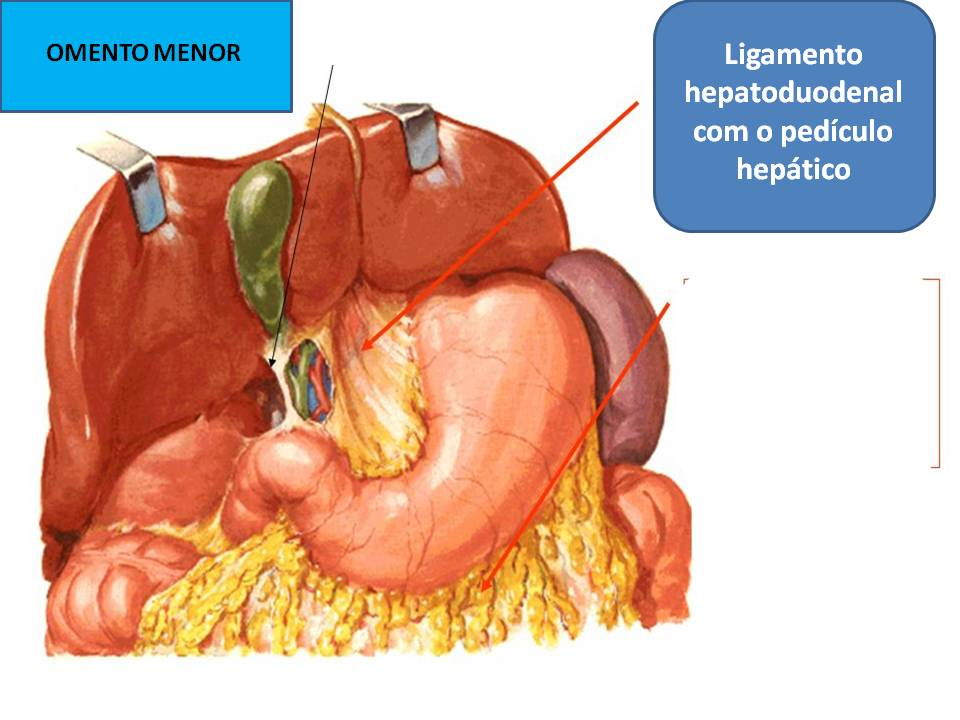 OMENTO MENOR
Ligamento
hepatoduodenal
com o pedículo
hepático